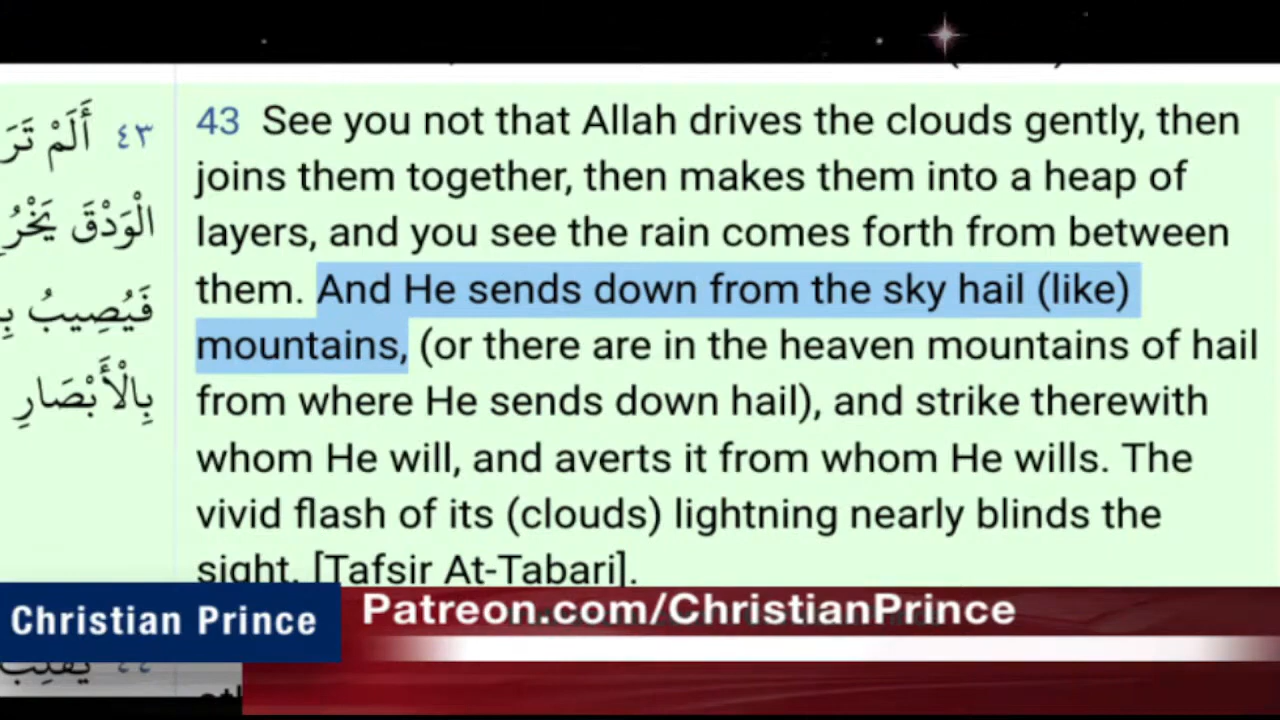 ٤٣ أَلَمْ تَرَ
الْوَدْقَ يَخْرُ
فَيُصِيبُ بِ
بِالْأَبْصَارِ
43 See you not that Allah drives the clouds gently, then
joins them together, then makes them into a heap of
layers, and you see the rain comes forth from between
them. And He sends down from the sky hail (like)
mountains, (or there are in the heaven mountains of hail
from where He sends down hail), and strike therewith
whom He will, and averts it from whom He wills. The
vivid flash of its (clouds) lightning nearly blinds the
sight. [Tafsir At-Tabari].
Christian Prince
Patreon.com/ChristianPrince
٤٤